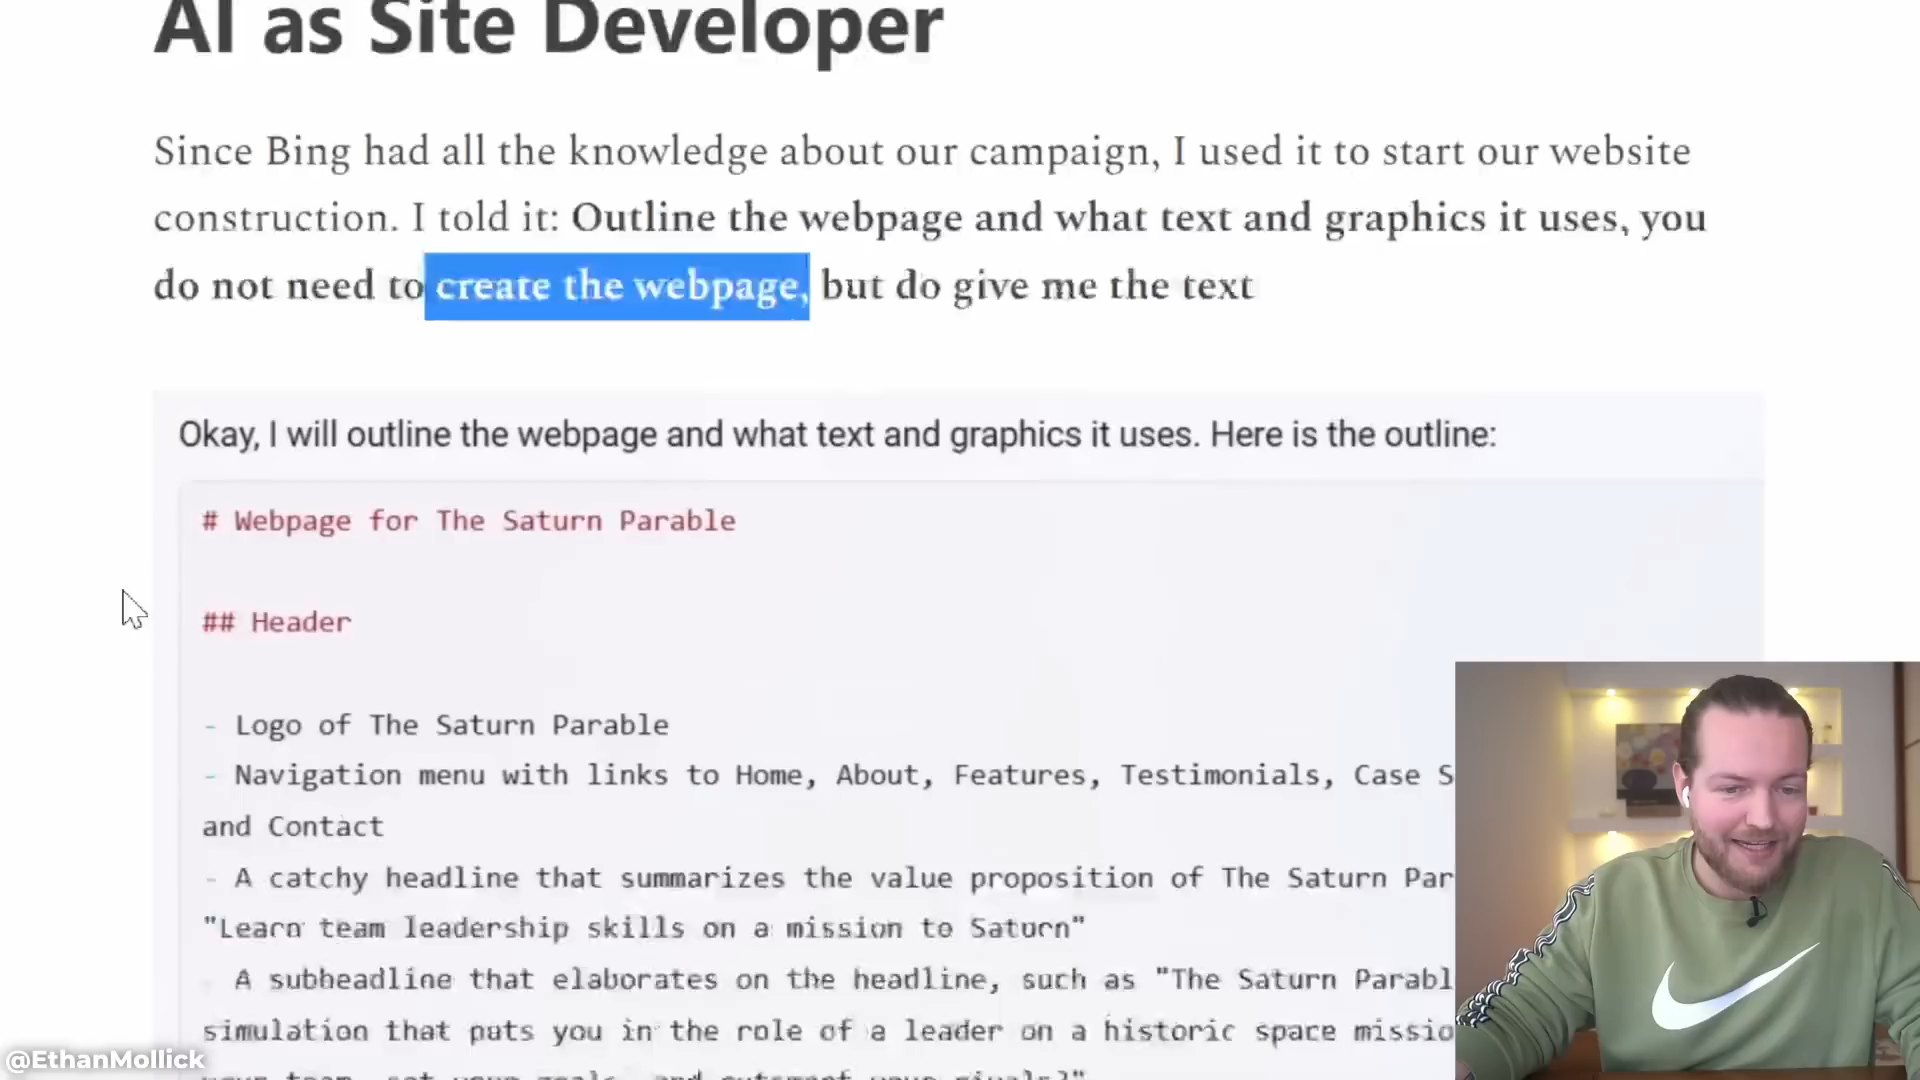 AI as Site Developer
Since Bing had all the knowledge about our campaign, I used it to start our website
construction. I told it: Outline the webpage and what text and graphics it uses, you
do not need to create the webpage, but do give me the text
Okay, I will outline the webpage and what text and graphics it uses. Here is the outline:
# Webpage for The Saturn Parable
## Header
- Logo of The Saturn Parable
- Navigation menu with links to Home, About, Features, Testimonials, Case S
and Contact
- A catchy headline that summarizes the value proposition of The Saturn Par
"Learn team leadership skills on a mission to Saturn"
A subheadline that elaborates on the headline, such as "The Saturn Parabl
simulation that puts you in the role of a leader on a historic space missio
@EthanMollick